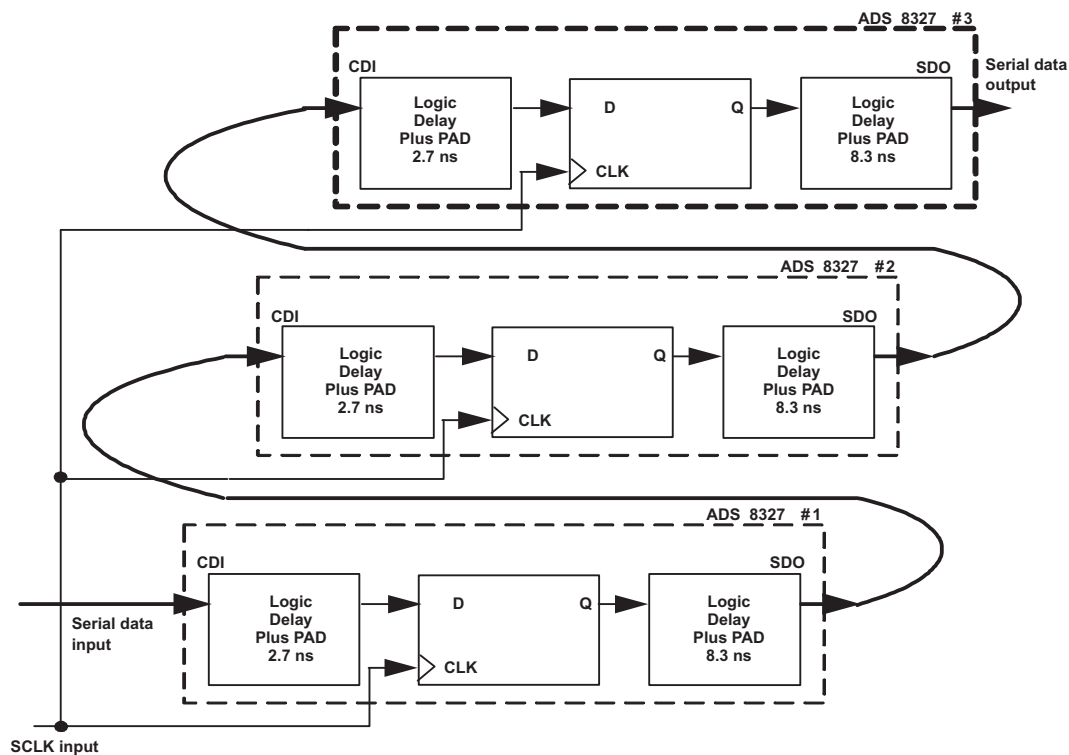 ADS 8327 #3
CDI
SDO
Serial data
output
Logic
Delay
Plus PAD
2.7 ns
D
Q
CLK
Logic
Delay
Plus PAD
8.3 ns
ADS 8327 #2
CDI
SDO
Logic
Delay
Plus PAD
2.7 ns
D
Q
CLK
Logic
Delay
Plus PAD
8.3 ns
ADS 8327 #1
CDI
SDO
Serial data
input
Logic
Delay
Plus PAD
2.7 ns
D
Q
CLK
Logic
Delay
Plus PAD
8.3 ns
SCLK input